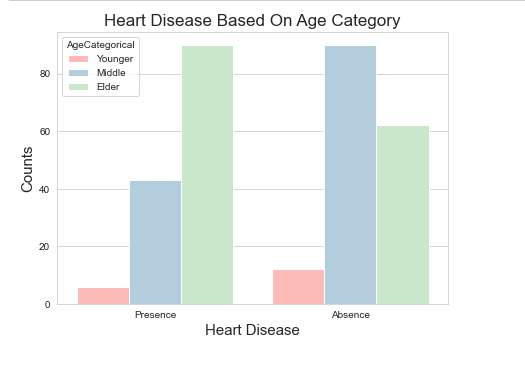 Heart Disease Based On Age Category
AgeCategorical
Younger
Middle
Elder
Counts
80
60
40
20
0
Presence
Absence
Heart Disease